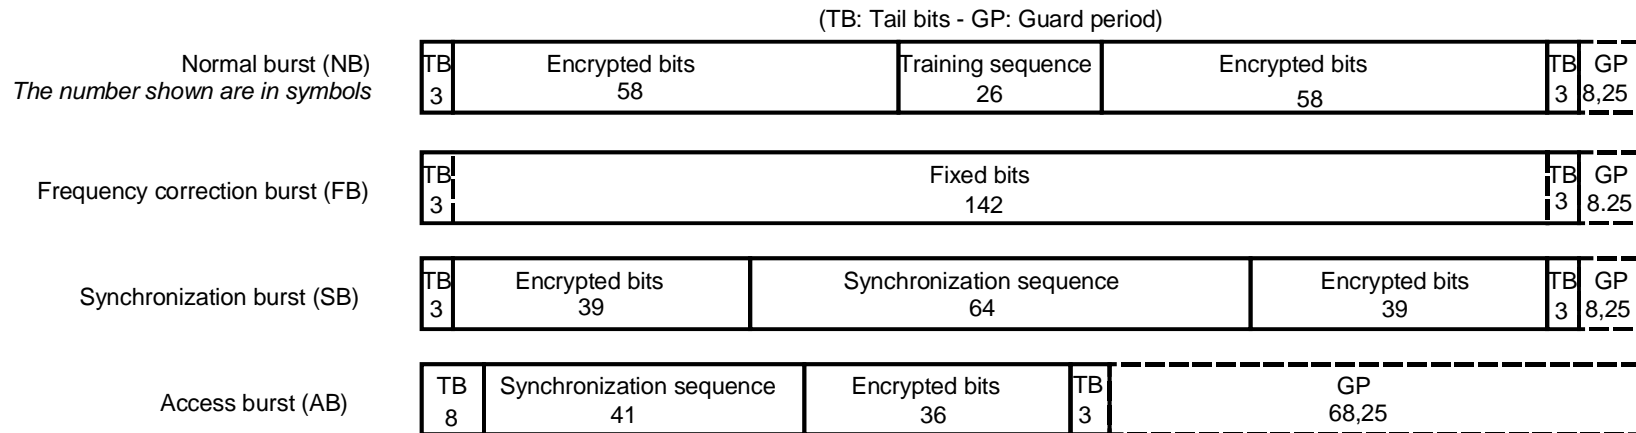 (TB: Tail bits - GP: Guard period)
Normal burst (NB)
The number shown are in symbols
TB Encrypted bits Training sequence Encrypted bits TB GP
3 58 26 58 3 8,25
Frequency correction burst (FB)
TB Fixed bits TB GP
3 142 3 8.25
Synchronization burst (SB)
TB Encrypted bits Synchronization sequence Encrypted bits TB GP
3 39 64 39 3 8,25
Access burst (AB)
TB Synchronization sequence Encrypted bits TB GP
8 41 36 3 68,25